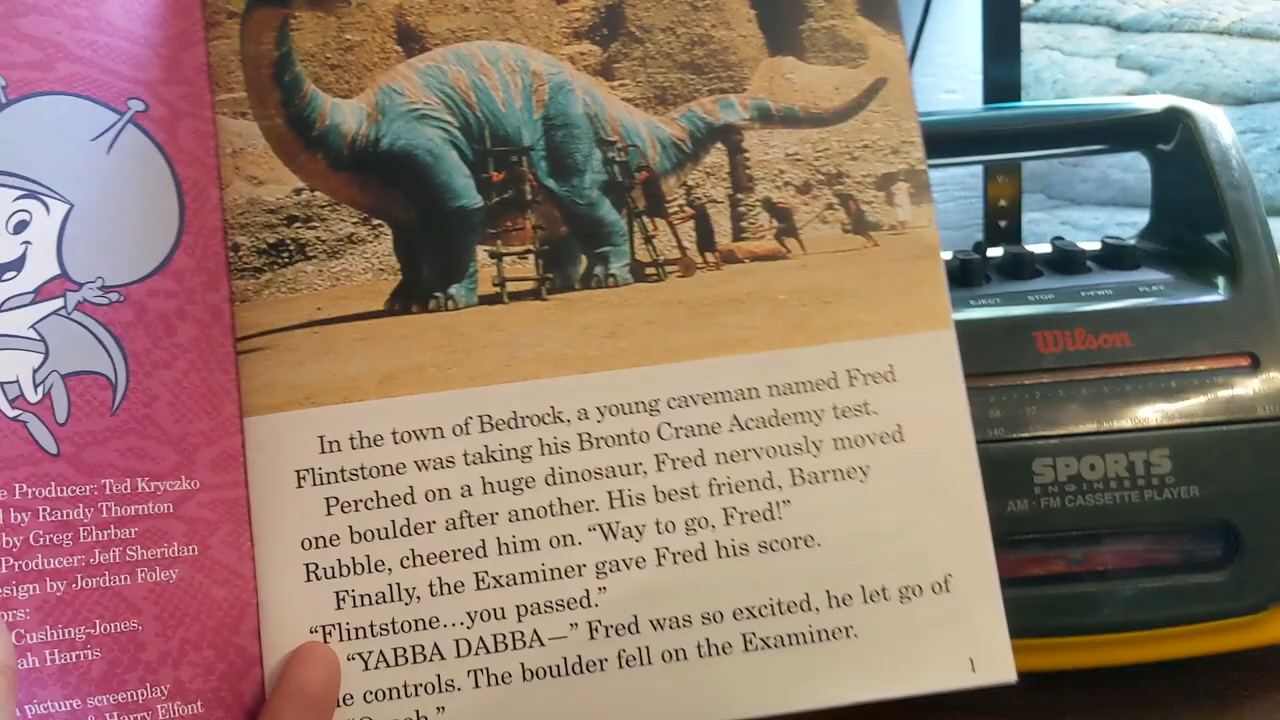 e Producer: Ted Kryczko
by Randy Thornton
by Greg Ehrbar
Producer: Jeff Sheridan
by Jordan Foley
Cushing-Jones,
Harris
picture screenplay
& Harry Elfont
In the town of Bedrock, a young caveman named Fred
Flintstone was taking his Bronto Crane Academy test.
Perched on a huge dinosaur, Fred nervously moved
one boulder after another. His best friend, Barney
Rubble, cheered him on. “Way to go, Fred!”
Finally, the Examiner gave Fred his score.
“Flintstone…you passed.”
“YABBA DABBA—” Fred was so excited, he let go of
controls. The boulder fell on the Examiner.
1
EJECT STOP F·FWD PLAY
Wilson
SPORTS
ENGINEERED
AM·FM CASSETTE PLAYER